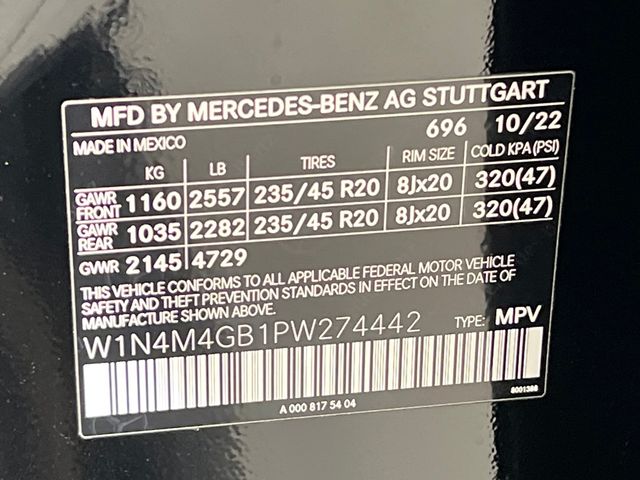 MFD BY MERCEDES-BENZ AG STUTTGART
MADE IN MEXICO 696 10/22
KG LB TIRES RIM SIZE COLD KPA(PSI)
GAWR FRONT 1160 2557 235/45 R20 8Jx20 320(47)
GAWR REAR 1035 2282 235/45 R20 8Jx20 320(47)
GWR 2145 4729
THIS VEHICLE CONFORMS TO ALL APPLICABLE FEDERAL MOTOR VEHICLE
SAFETY AND THEFT PREVENTION STANDARDS IN EFFECT ON THE DATE OF
MANUFACTURE SHOWN ABOVE.
W1N4M4GB1PW274442 TYPE: MPV
A 000 817 54 04